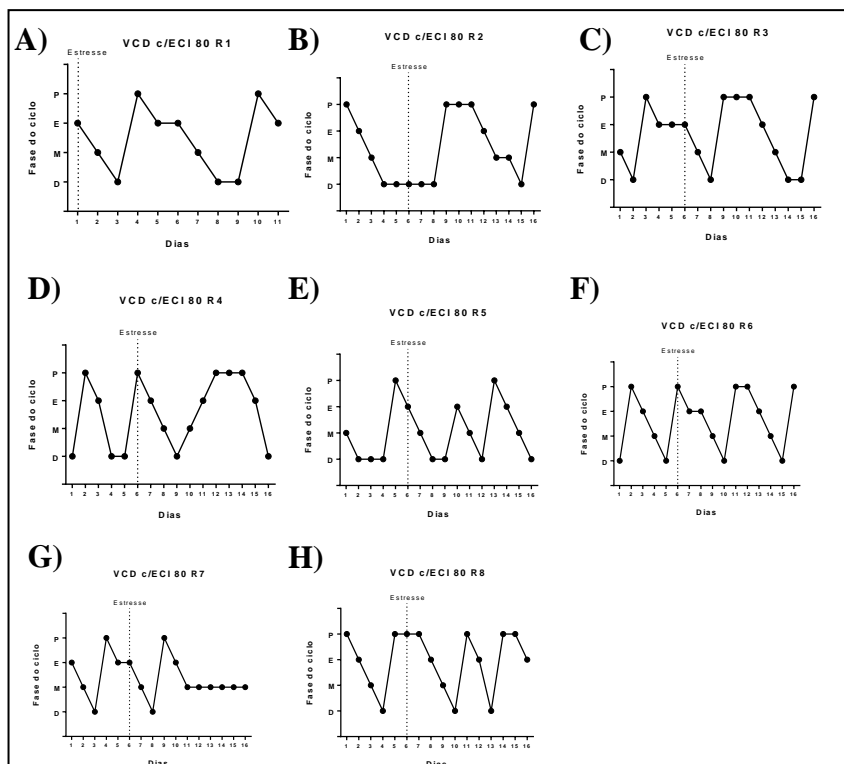 A)
VCD c/ECI 80 R1
Estresse
Fase do ciclo
P
E
M
D
1 2 3 4 5 6 7 8 9 10 11
Dias
B)
VCD c/ECI 80 R2
Estresse
Fase do ciclo
P
E
M
D
1 2 3 4 5 6 7 8 9 10 11 12 13 14 15 16
Dias
C)
VCD c/ECI 80 R3
Estresse
Fase do ciclo
P
E
M
D
1 2 3 4 5 6 7 8 9 10 11 12 13 14 15 16
Dias
D)
VCD c/ECI 80 R4
Estresse
Fase do ciclo
P
E
M
D
1 2 3 4 5 6 7 8 9 10 11 12 13 14 15 16
Dias
E)
VCD c/ECI 80 R5
Estresse
Fase do ciclo
P
E
M
D
1 2 3 4 5 6 7 8 9 10 11 12 13 14 15 16
Dias
F)
VCD c/ECI 80 R6
Estresse
Fase do ciclo
P
E
M
D
1 2 3 4 5 6 7 8 9 10 11 12 13 14 15 16
Dias
G)
VCD c/ECI 80 R7
Estresse
Fase do ciclo
P
E
M
D
1 2 3 4 5 6 7 8 9 10 11 12 13 14 15 16
Dias
H)
VCD c/ECI 80 R8
Estresse
Fase do ciclo
P
E
M
D
1 2 3 4 5 6 7 8 9 10 11 12 13 14 15 16
Dias